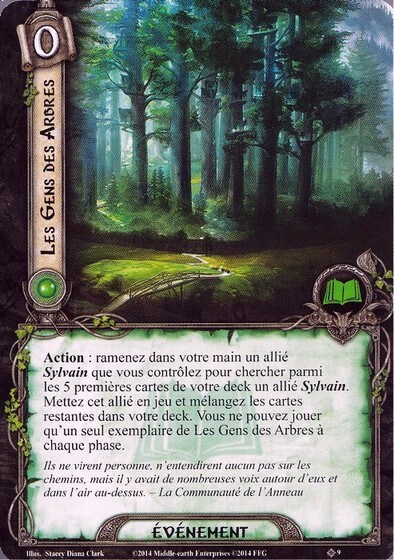 0
LES GENS DES ARBRES
Action : ramenez dans votre main un allié
Sylvain que vous contrôlez pour chercher parmi
les 5 premières cartes de votre deck un allié Sylvain.
Mettez cet allié en jeu et mélangez les cartes
restantes dans votre deck. Vous ne pouvez jouer
qu'un seul exemplaire de Les Gens des Arbres à
chaque phase.
Ils ne virent personne, n'entendirent aucun pas sur les
chemins, mais il y avait de nombreuses voix autour d'eux et
dans l'air au-dessus. – La Communauté de l'Anneau
ÉVÉNEMENT
Illus. Stacey Diana Clark ©2014 Middle-earth Enterprises ©2014 FFG 9